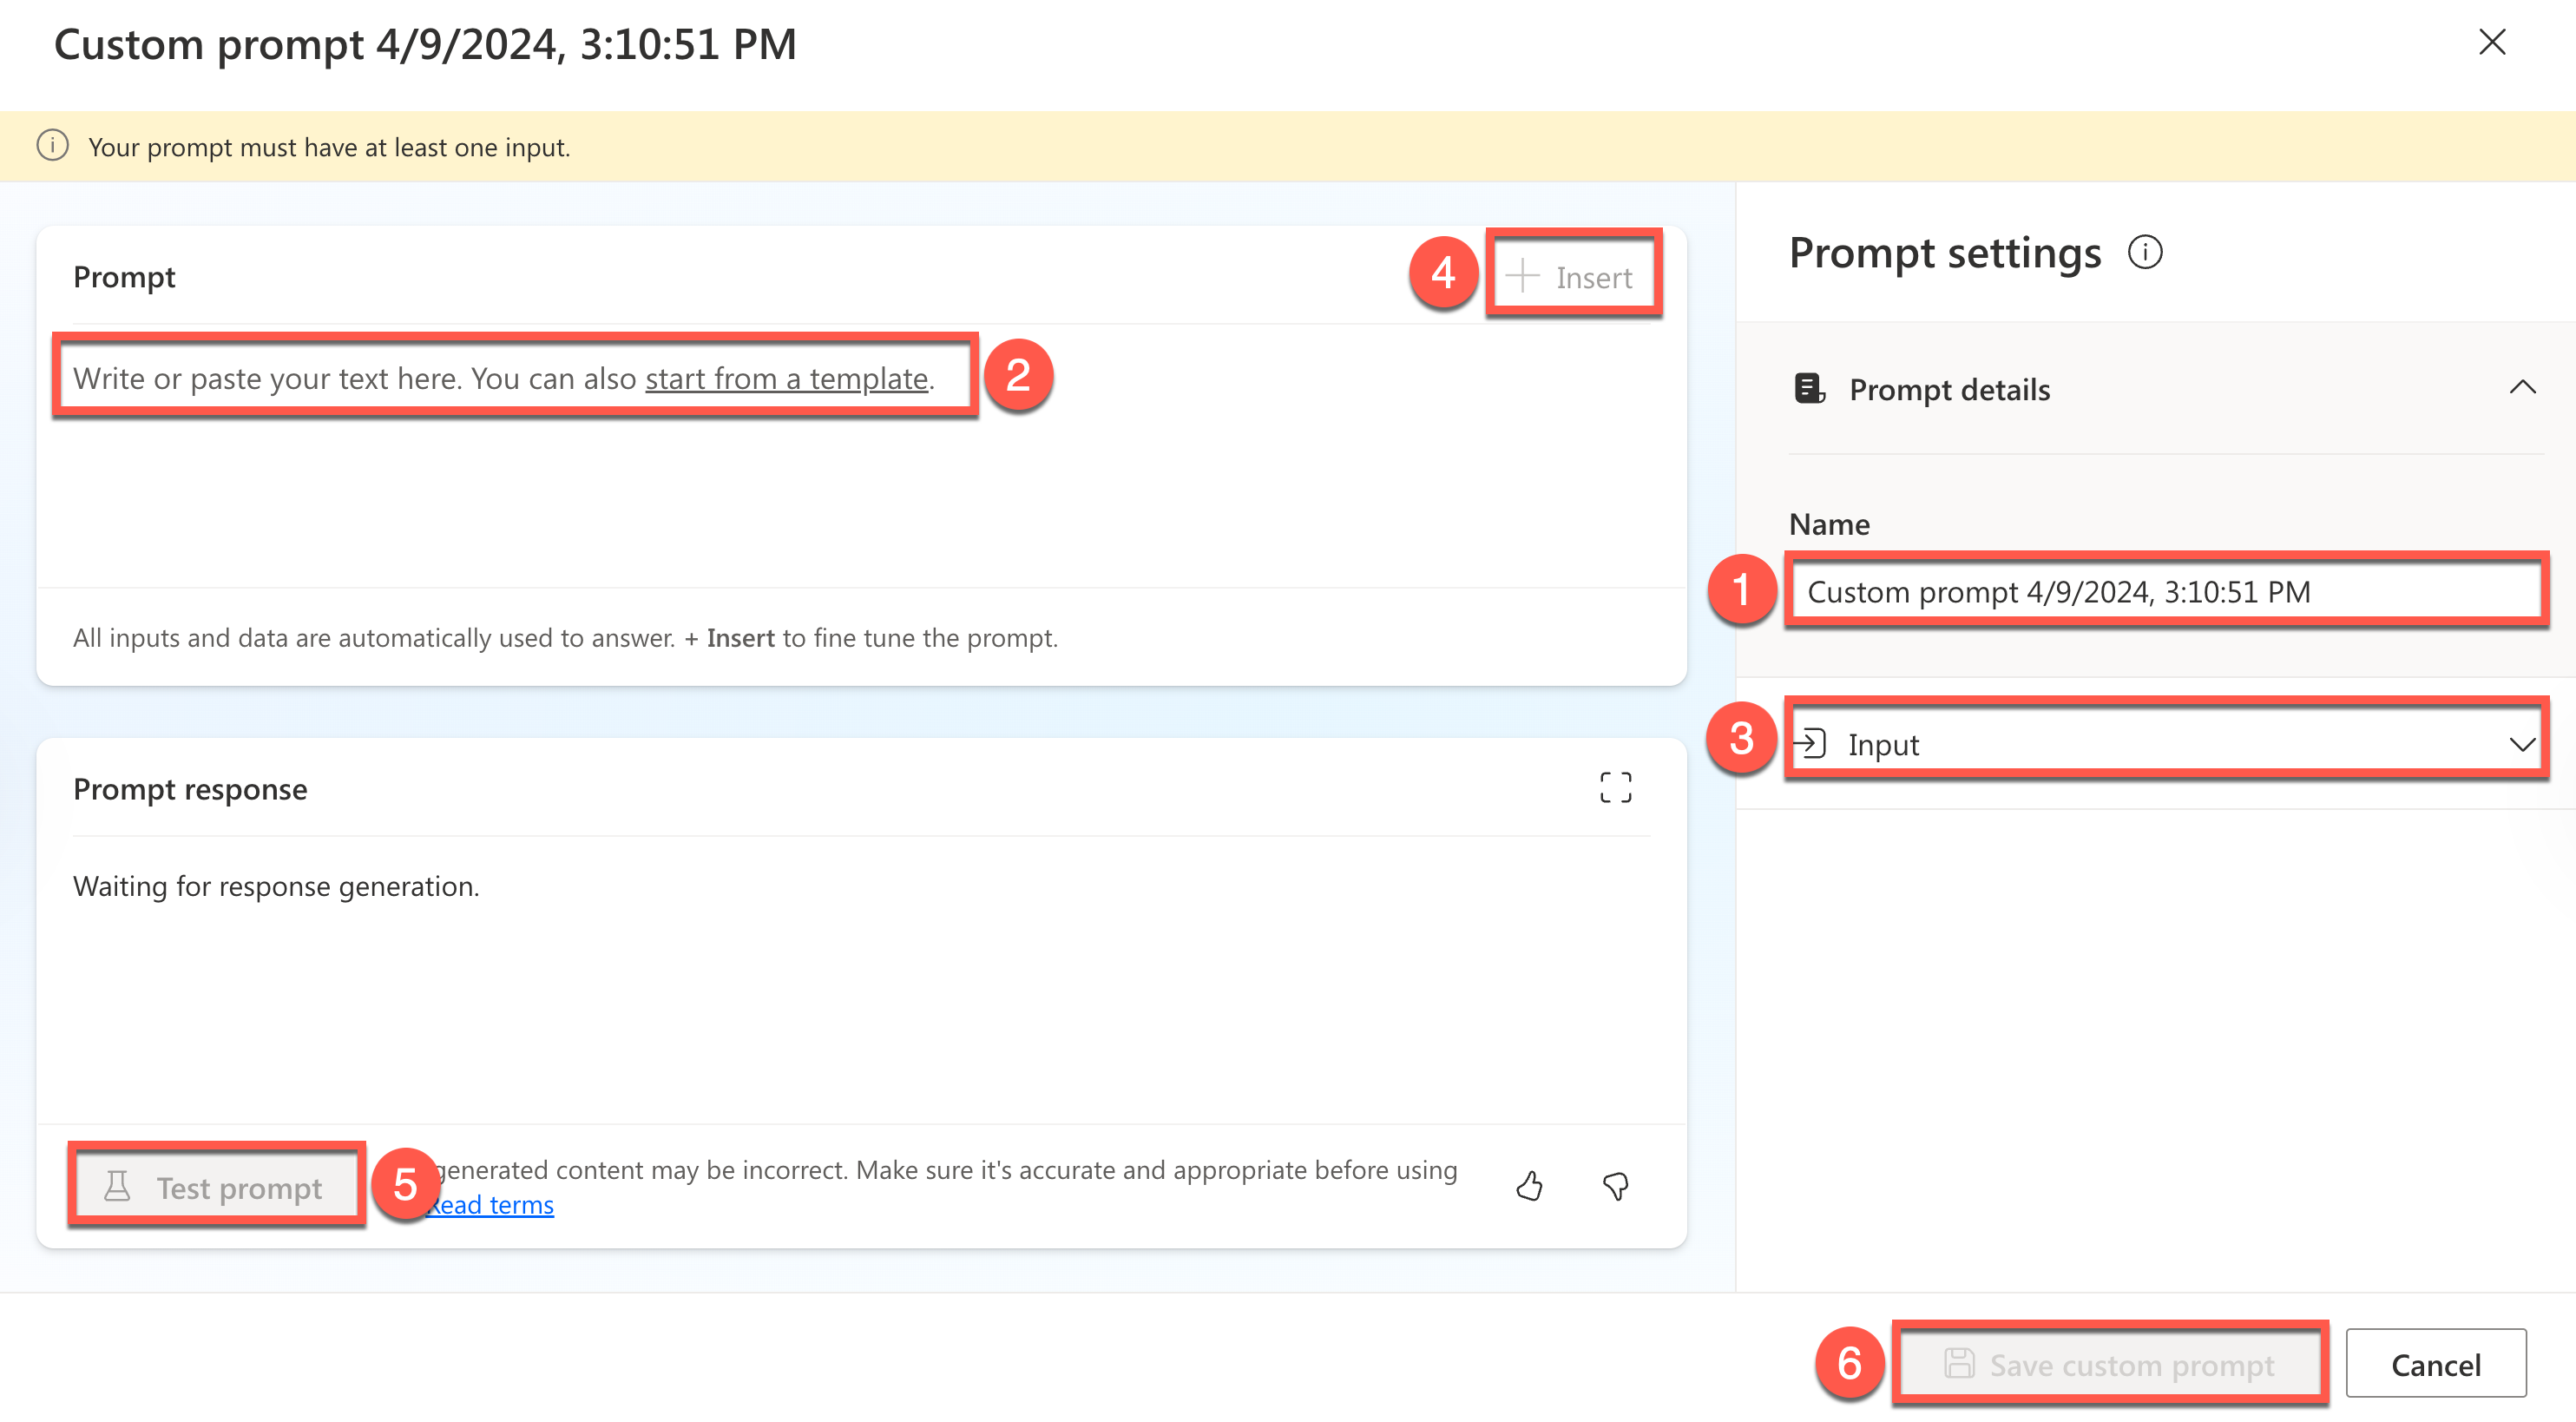 Custom prompt 4/9/2024, 3:10:51 PM
Your prompt must have at least one input.
Prompt
4
Insert
Write or paste your text here. You can also start from a template.
2
All inputs and data are automatically used to answer. + Insert to fine tune the prompt.
Prompt response
Waiting for response generation.
Test prompt
5
generated content may be incorrect. Make sure it's accurate and appropriate before using
Read terms
Prompt settings
Prompt details
Name
1
Custom prompt 4/9/2024, 3:10:51 PM
3
Input
6
Save custom prompt
Cancel